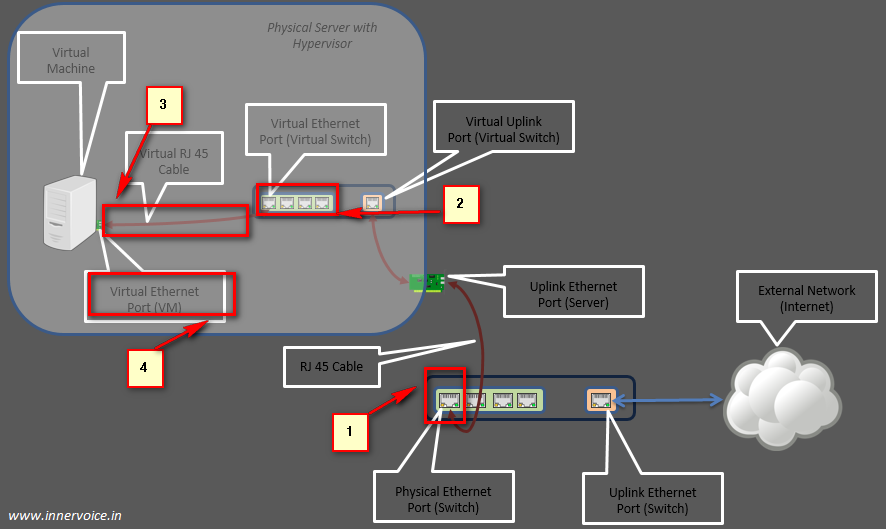 Physical Server with
Hypervisor
Virtual
Machine
3
Virtual Ethernet
Port (Virtual Switch)
Virtual Uplink
Port (Virtual Switch)
Virtual RJ 45
Cable
2
Virtual Ethernet
Port (VM)
Uplink Ethernet
Port (Server)
External Network
(Internet)
4
RJ 45 Cable
1
Physical Ethernet
Port (Switch)
Uplink Ethernet
Port (Switch)
www.innervoice.in